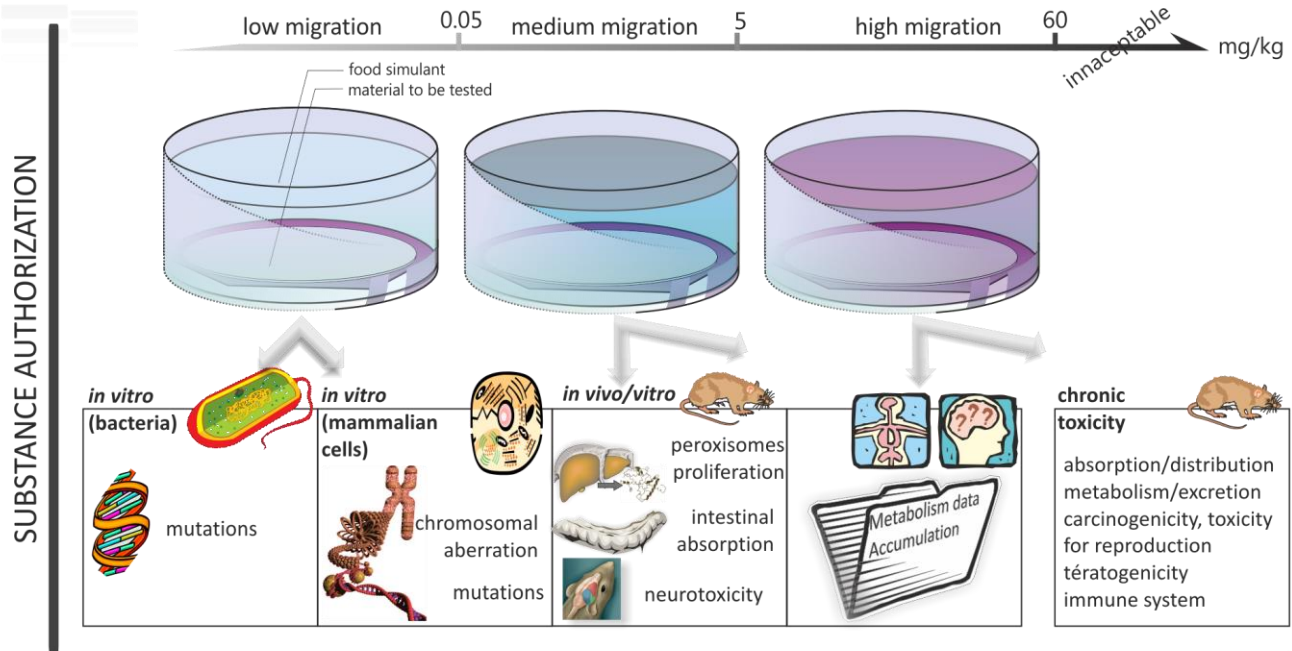 low migration
0.05
medium migration
5
high migration
60
innaceptable
mg/kg
food simulant
material to be tested
SUBSTANCE AUTHORIZATION
in vitro
(bacteria)
mutations
in vitro
(mammalian
cells)
chromosomal
aberration
mutations
in vivo/vitro
peroxisomes
proliferation
intestinal
absorption
neurotoxicity
? ? ?
Metabolism data
Accumulation
chronic
toxicity
absorption/distribution
metabolism/excretion
carcinogenicity, toxicity
for reproduction
tératogenicity
immune system